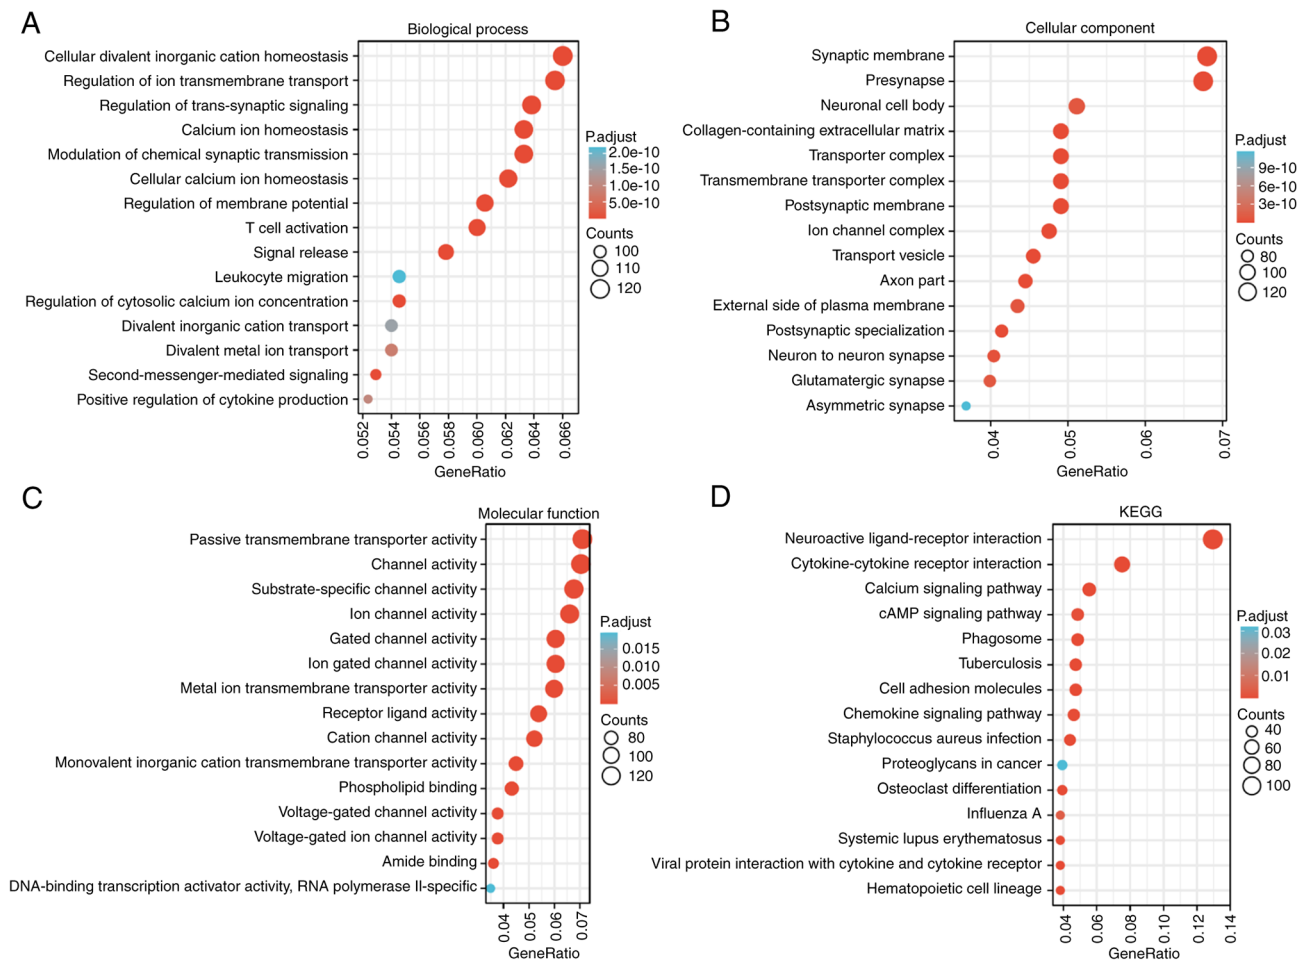 A
Biological process
Cellular divalent inorganic cation homeostasis
Regulation of ion transmembrane transport
Regulation of trans-synaptic signaling
Calcium ion homeostasis
Modulation of chemical synaptic transmission
Cellular calcium ion homeostasis
Regulation of membrane potential
T cell activation
Signal release
Leukocyte migration
Regulation of cytosolic calcium ion concentration
Divalent inorganic cation transport
Divalent metal ion transport
Second-messenger-mediated signaling
Positive regulation of cytokine production
0.052 0.054 0.056 0.058 0.060 0.062 0.064 0.066
GeneRatio
P.adjust
2.0e-10
1.5e-10
1.0e-10
5.0e-10
Counts
100
110
120
B
Cellular component
Synaptic membrane
Presynapse
Neuronal cell body
Collagen-containing extracellular matrix
Transporter complex
Transmembrane transporter complex
Postsynaptic membrane
Ion channel complex
Transport vesicle
Axon part
External side of plasma membrane
Postsynaptic specialization
Neuron to neuron synapse
Glutamatergic synapse
Asymmetric synapse
0.04 0.05 0.06 0.07
GeneRatio
P.adjust
9e-10
6e-10
3e-10
Counts
80
100
120
C
Molecular function
Passive transmembrane transporter activity
Channel activity
Substrate-specific channel activity
Ion channel activity
Gated channel activity
Ion gated channel activity
Metal ion transmembrane transporter activity
Receptor ligand activity
Cation channel activity
Monovalent inorganic cation transmembrane transporter activity
Phospholipid binding
Voltage-gated channel activity
Voltage-gated ion channel activity
Amide binding
DNA-binding transcription activator activity, RNA polymerase II-specific
0.04 0.05 0.06 0.07
GeneRatio
P.adjust
0.015
0.010
0.005
Counts
80
100
120
D
KEGG
Neuroactive ligand-receptor interaction
Cytokine-cytokine receptor interaction
Calcium signaling pathway
cAMP signaling pathway
Phagosome
Tuberculosis
Cell adhesion molecules
Chemokine signaling pathway
Staphylococcus aureus infection
Proteoglycans in cancer
Osteoclast differentiation
Influenza A
Systemic lupus erythematosus
Viral protein interaction with cytokine and cytokine receptor
Hematopoietic cell lineage
0.04 0.06 0.08 0.10 0.12 0.14
GeneRatio
P.adjust
0.03
0.02
0.01
Counts
40
60
80
100